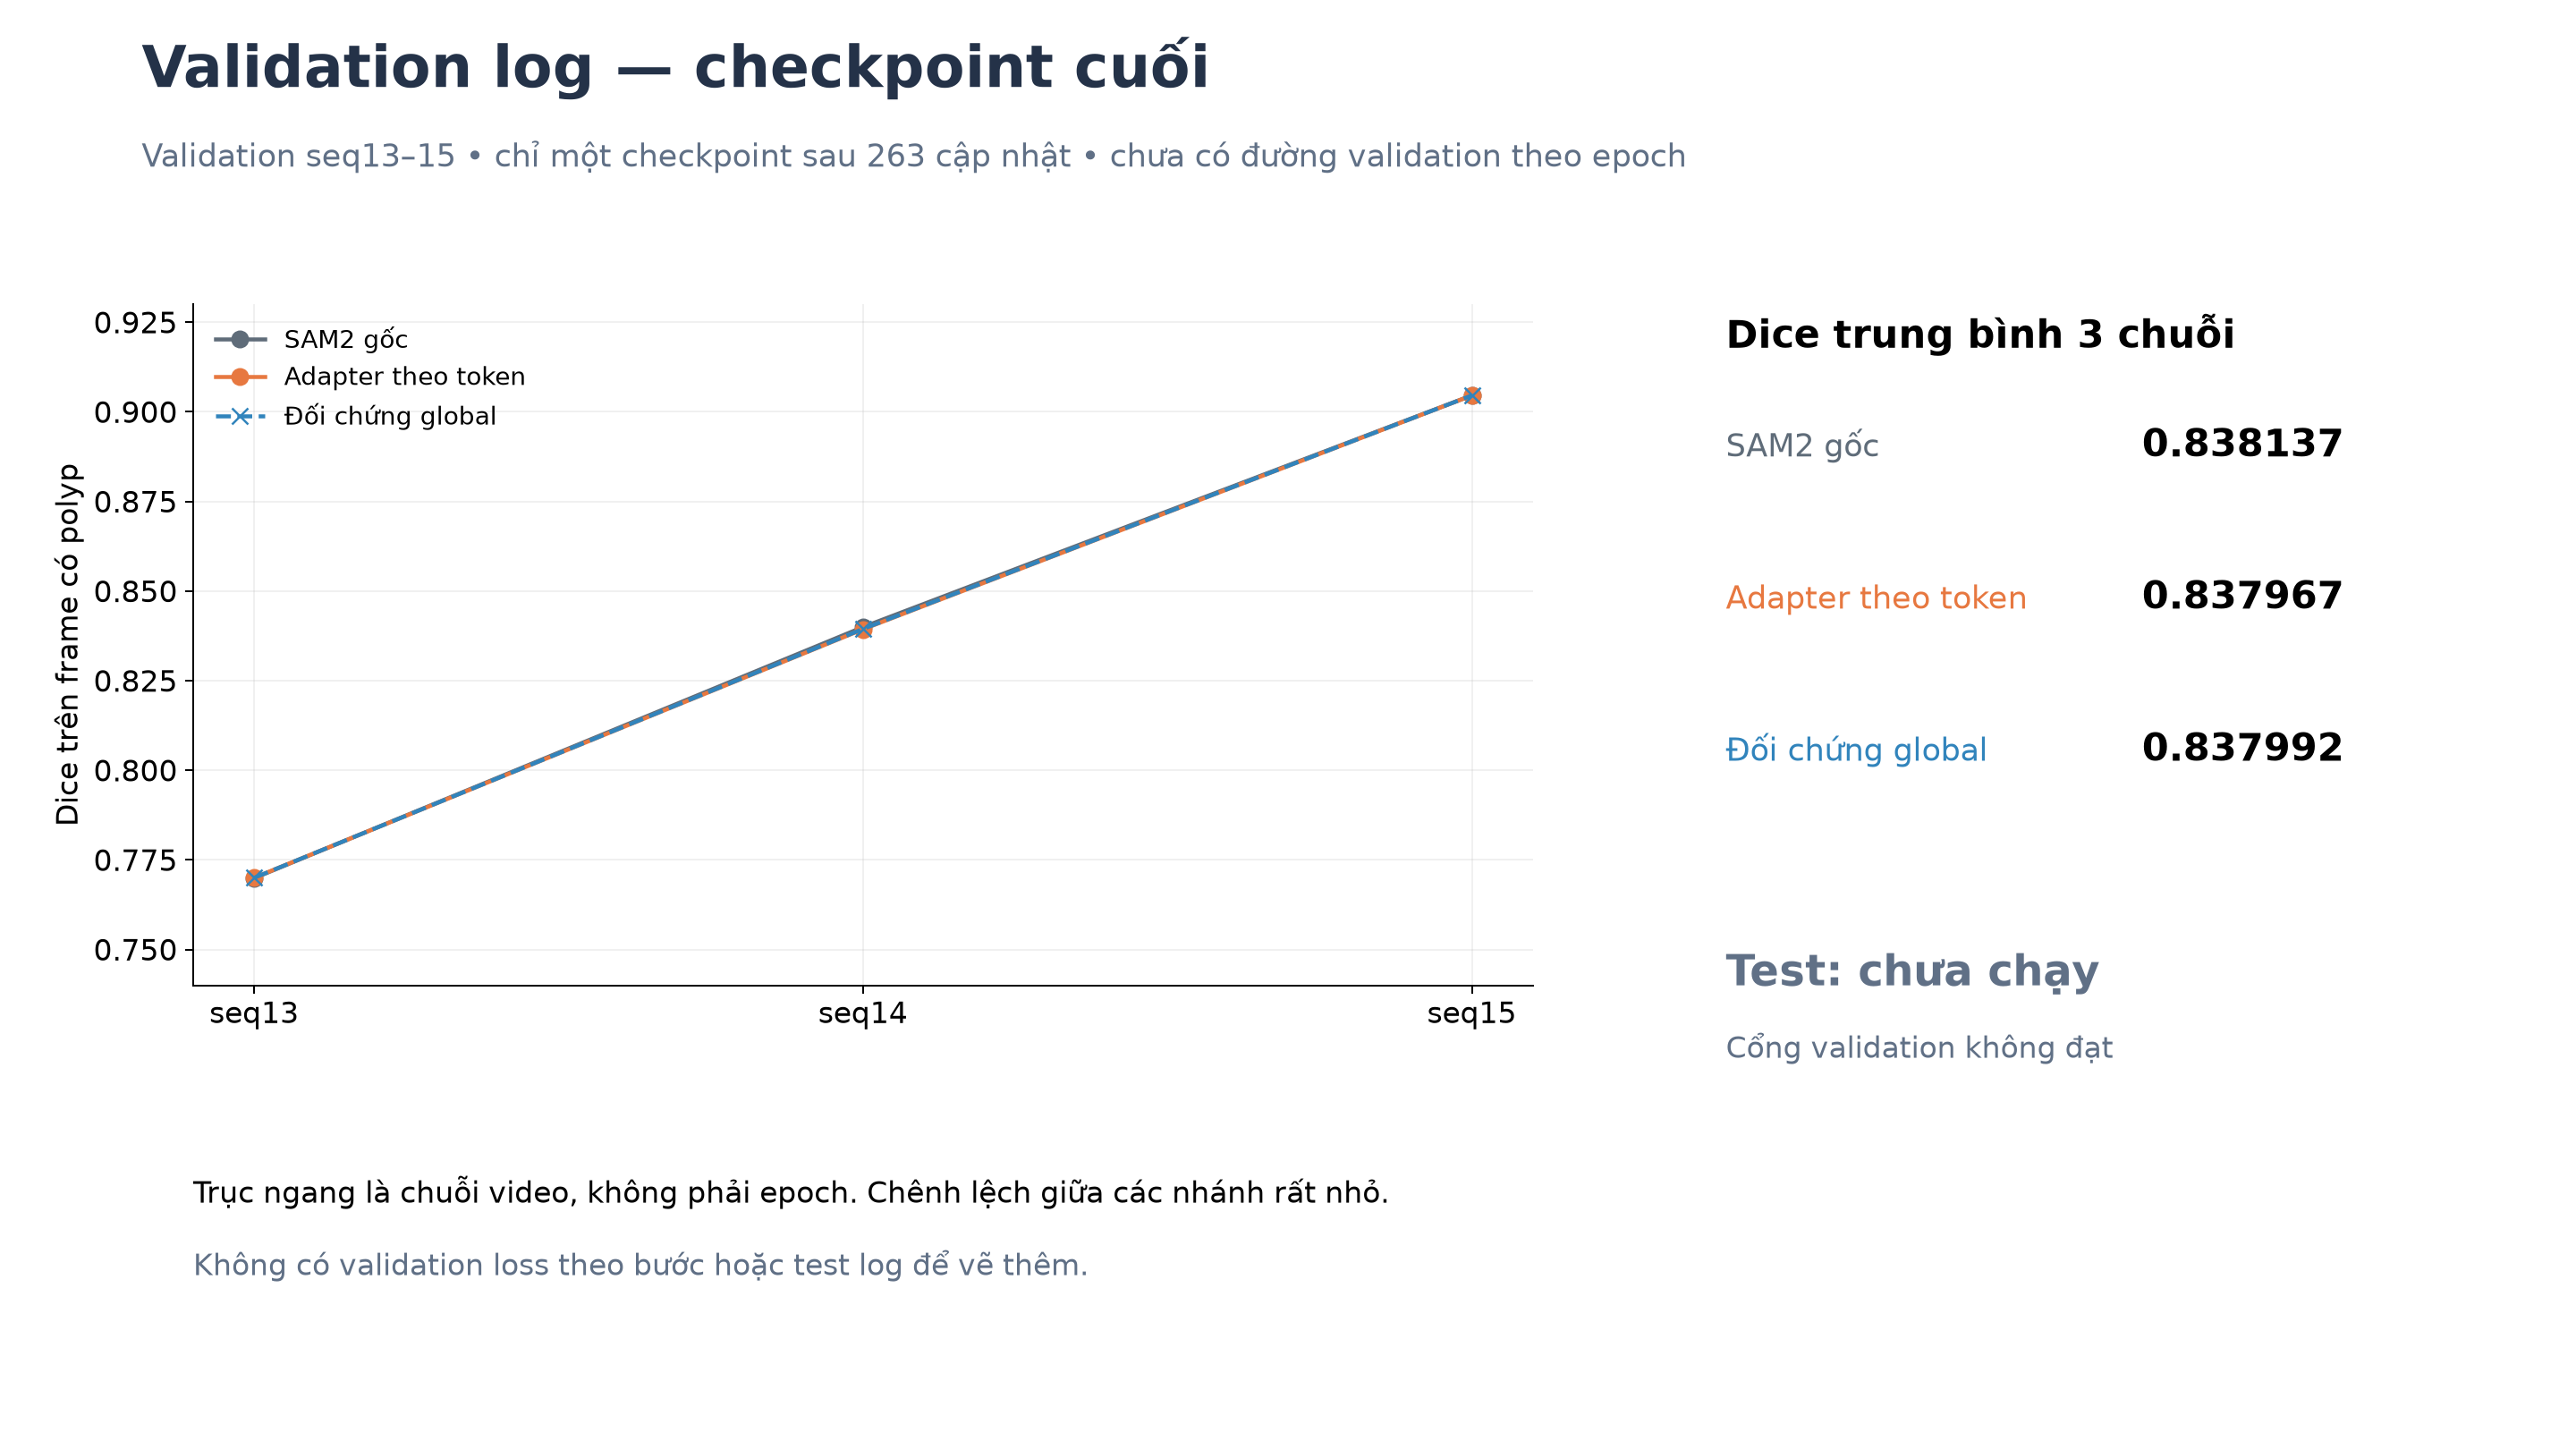 Validation log — checkpoint cuối
Validation seq13–15 • chỉ một checkpoint sau 263 cập nhật • chưa có đường validation theo epoch
Dice trên frame có polyp
0.925
0.900
0.875
0.850
0.825
0.800
0.775
0.750
SAM2 gốc
Adapter theo token
Đối chứng global
seq13
seq14
seq15
Dice trung bình 3 chuỗi
SAM2 gốc 0.838137
Adapter theo token 0.837967
Đối chứng global 0.837992
Test: chưa chạy
Cổng validation không đạt
Trục ngang là chuỗi video, không phải epoch. Chênh lệch giữa các nhánh rất nhỏ.
Không có validation loss theo bước hoặc test log để vẽ thêm.